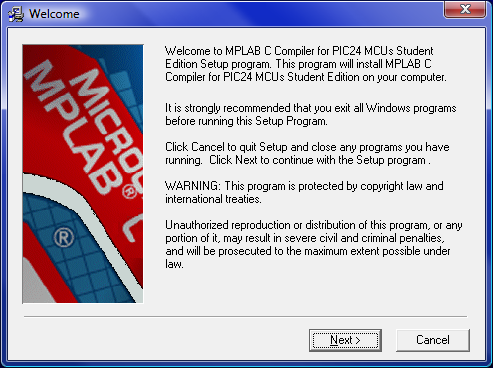 Welcome
Welcome to MPLAB C Compiler for PIC24 MCUs Student
Edition Setup program. This program will install MPLAB C
Compiler for PIC24 MCUs Student Edition on your computer.
It is strongly recommended that you exit all Windows programs
before running this Setup Program.
Click Cancel to quit Setup and close any programs you have
running. Click Next to continue with the Setup program .
WARNING: This program is protected by copyright law and
international treaties.
Unauthorized reproduction or distribution of this program, or any
portion of it, may result in severe civil and criminal penalties,
and will be prosecuted to the maximum extent possible under
law.
MPLAB® C
®
Next >
Cancel